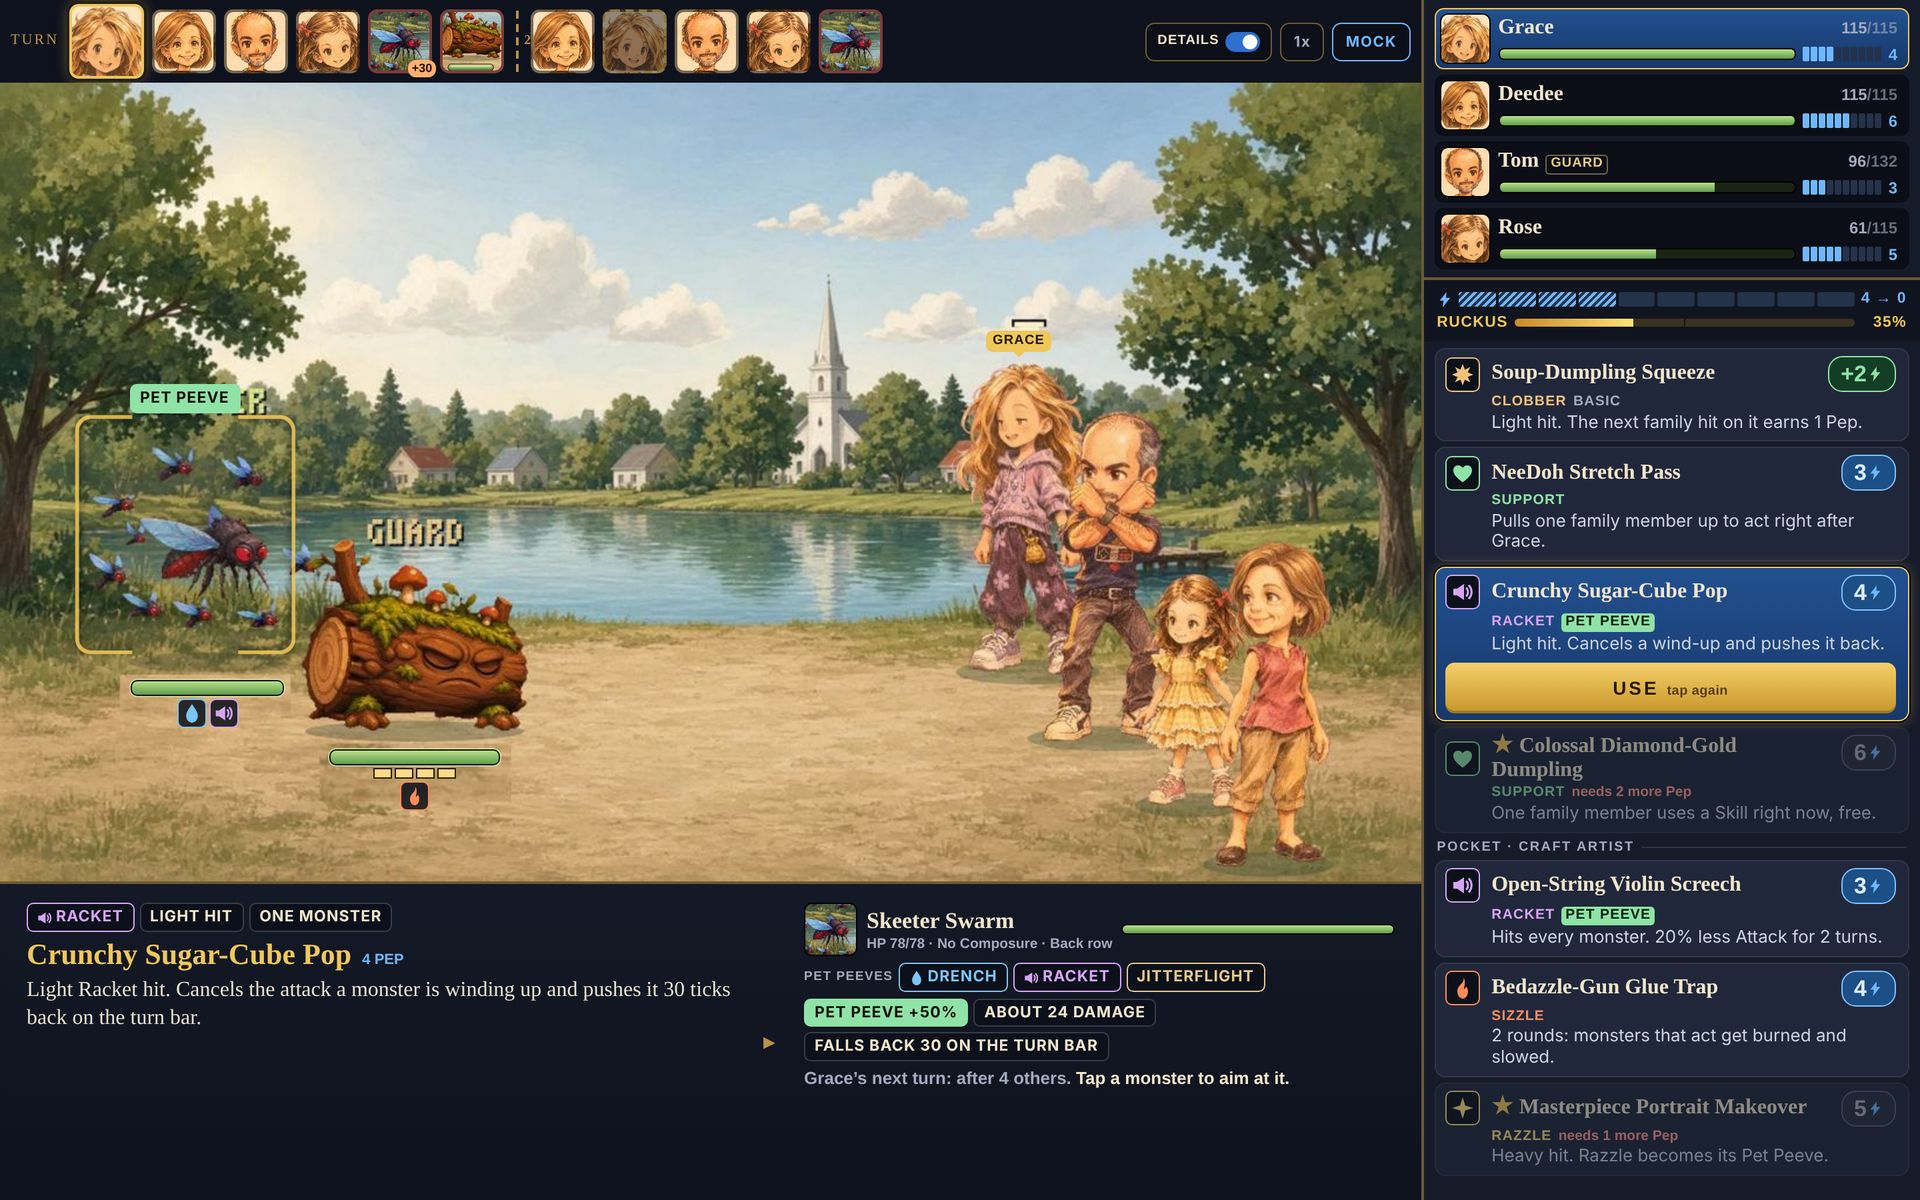 TURN
+30
2
DETAILS
1x
MOCK
PET PEEVE
GUARD
GRACE
RACKET
LIGHT HIT
ONE MONSTER
Crunchy Sugar-Cube Pop 4 PEP
Light Racket hit. Cancels the attack a monster is winding up and pushes it 30 ticks
back on the turn bar.
Skeeter Swarm
HP 78/78 · No Composure · Back row
PET PEEVES DRENCH RACKET JITTERFLIGHT
PET PEEVE +50% ABOUT 24 DAMAGE
FALLS BACK 30 ON THE TURN BAR
Grace’s next turn: after 4 others. Tap a monster to aim at it.
Grace 115/115
4
Deedee 115/115
6
Tom GUARD 96/132
3
Rose 61/115
5
4 → 0
RUCKUS 35%
Soup-Dumpling Squeeze +2
CLOBBER BASIC
Light hit. The next family hit on it earns 1 Pep.
NeeDoh Stretch Pass 3
SUPPORT
Pulls one family member up to act right after
Grace.
Crunchy Sugar-Cube Pop 4
RACKET PET PEEVE
Light hit. Cancels a wind-up and pushes it back.
USE tap again
★ Colossal Diamond-Gold 6
Dumpling
SUPPORT needs 2 more Pep
One family member uses a Skill right now, free.
POCKET · CRAFT ARTIST
Open-String Violin Screech 3
RACKET PET PEEVE
Hits every monster. 20% less Attack for 2 turns.
Bedazzle-Gun Glue Trap 4
SIZZLE
2 rounds: monsters that act get burned and
slowed.
★ Masterpiece Portrait Makeover 5
RAZZLE needs 1 more Pep
Heavy hit. Razzle becomes its Pet Peeve.